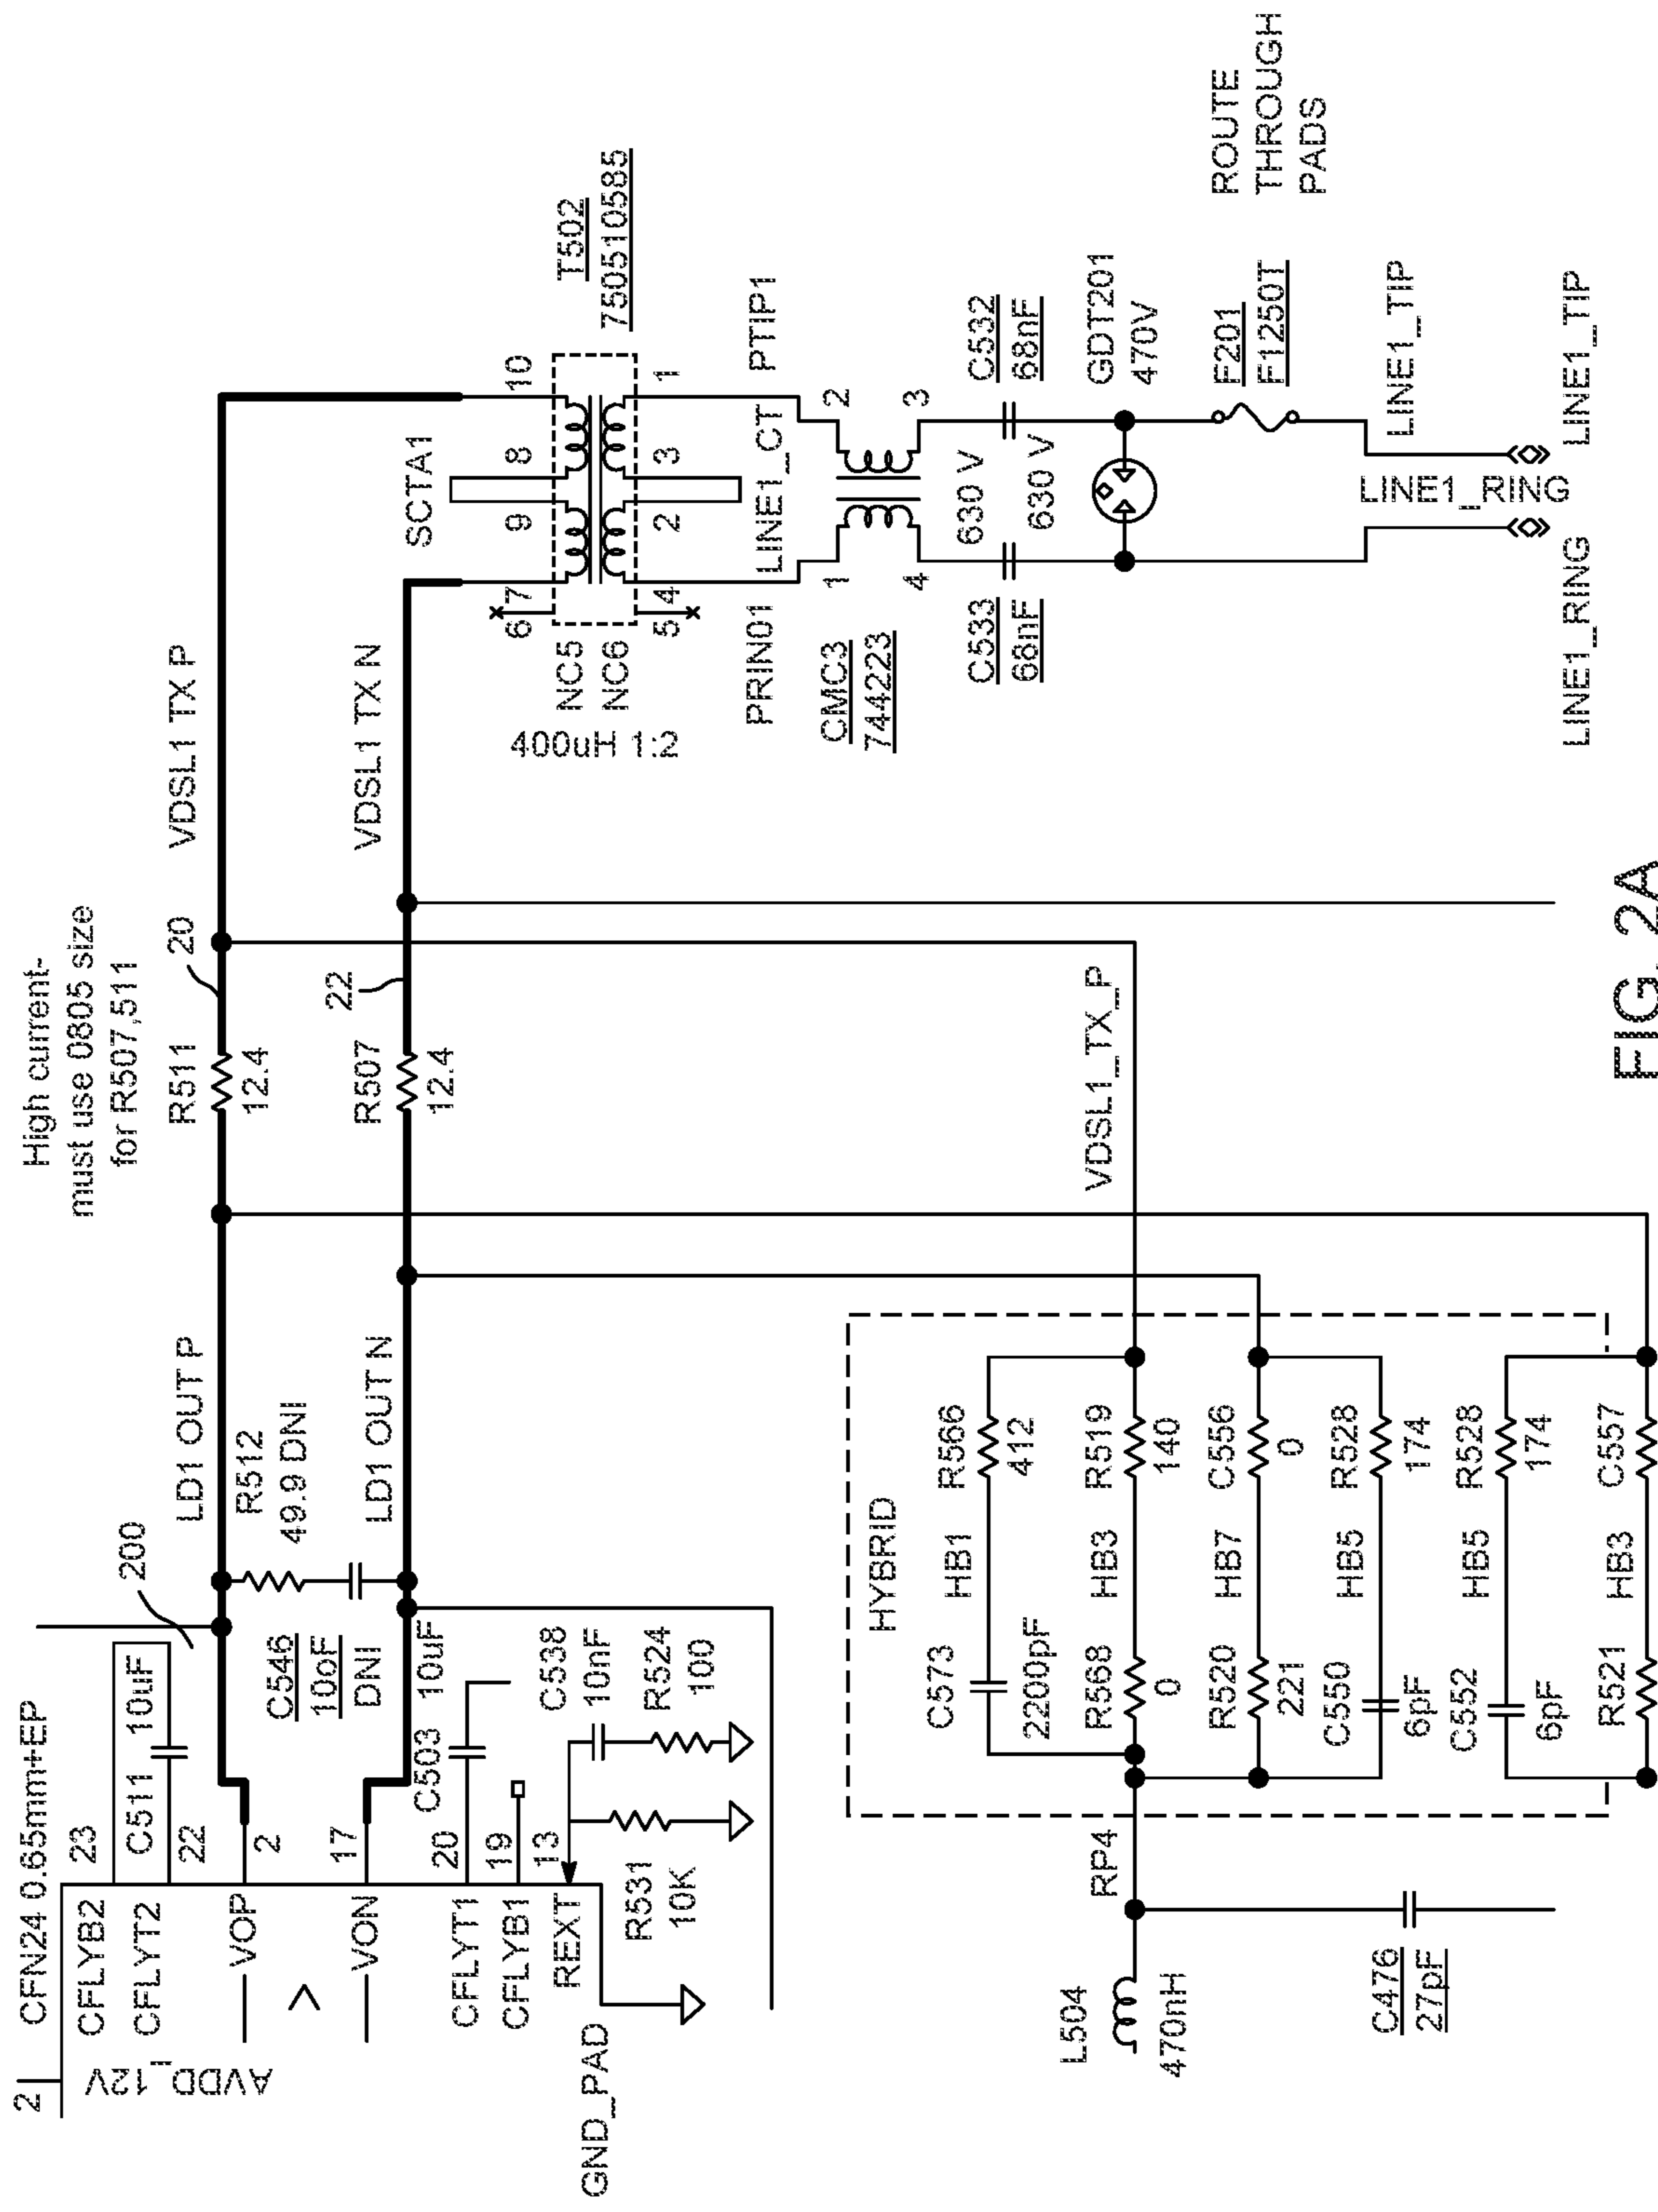 High current-
must use 0805 size
for R507,511
2
CFN24 0.65mm+EP
200
LD1 OUT P
R511
12.4
20
VDSL1 TX P
CFLYB2
23
C511 10uF
CFLYT2
22
AVDD_12V
VOP
2
>
VON
17
R512
49.9 DNI
C546
10oF
DNI
LD1 OUT N
R507
12.4
22
VDSL1 TX N
CFLYT1
20
C503 10uF
CFLYB1
19
REXT
13
C538
10nF
R524
100
R531
10K
GND_PAD
SCTA1
6
7
9
8
10
T502
750510585
NC5
NC6
400uH 1:2
5
4
2
3
1
PRIN01
LINE1_CT
PTIP1
CMC3
744223
1
2
4
3
C533
68nF
630 V
630 V
C532
68nF
GDT201
470V
F201
F1250T
ROUTE
THROUGH
PADS
LINE1_TIP
LINE1_RING
LINE1_RING
LINE1_TIP
HYBRID
VDSL1_TX_P
C573
2200pF
HB1
R566
412
R568
0
HB3
R519
140
R520
221
HB7
C556
0
C550
6pF
HB5
R528
174
C552
6pF
HB5
R528
174
R521
HB3
C557
RP4
L504
470nH
C476
27pF
FIG. 2A